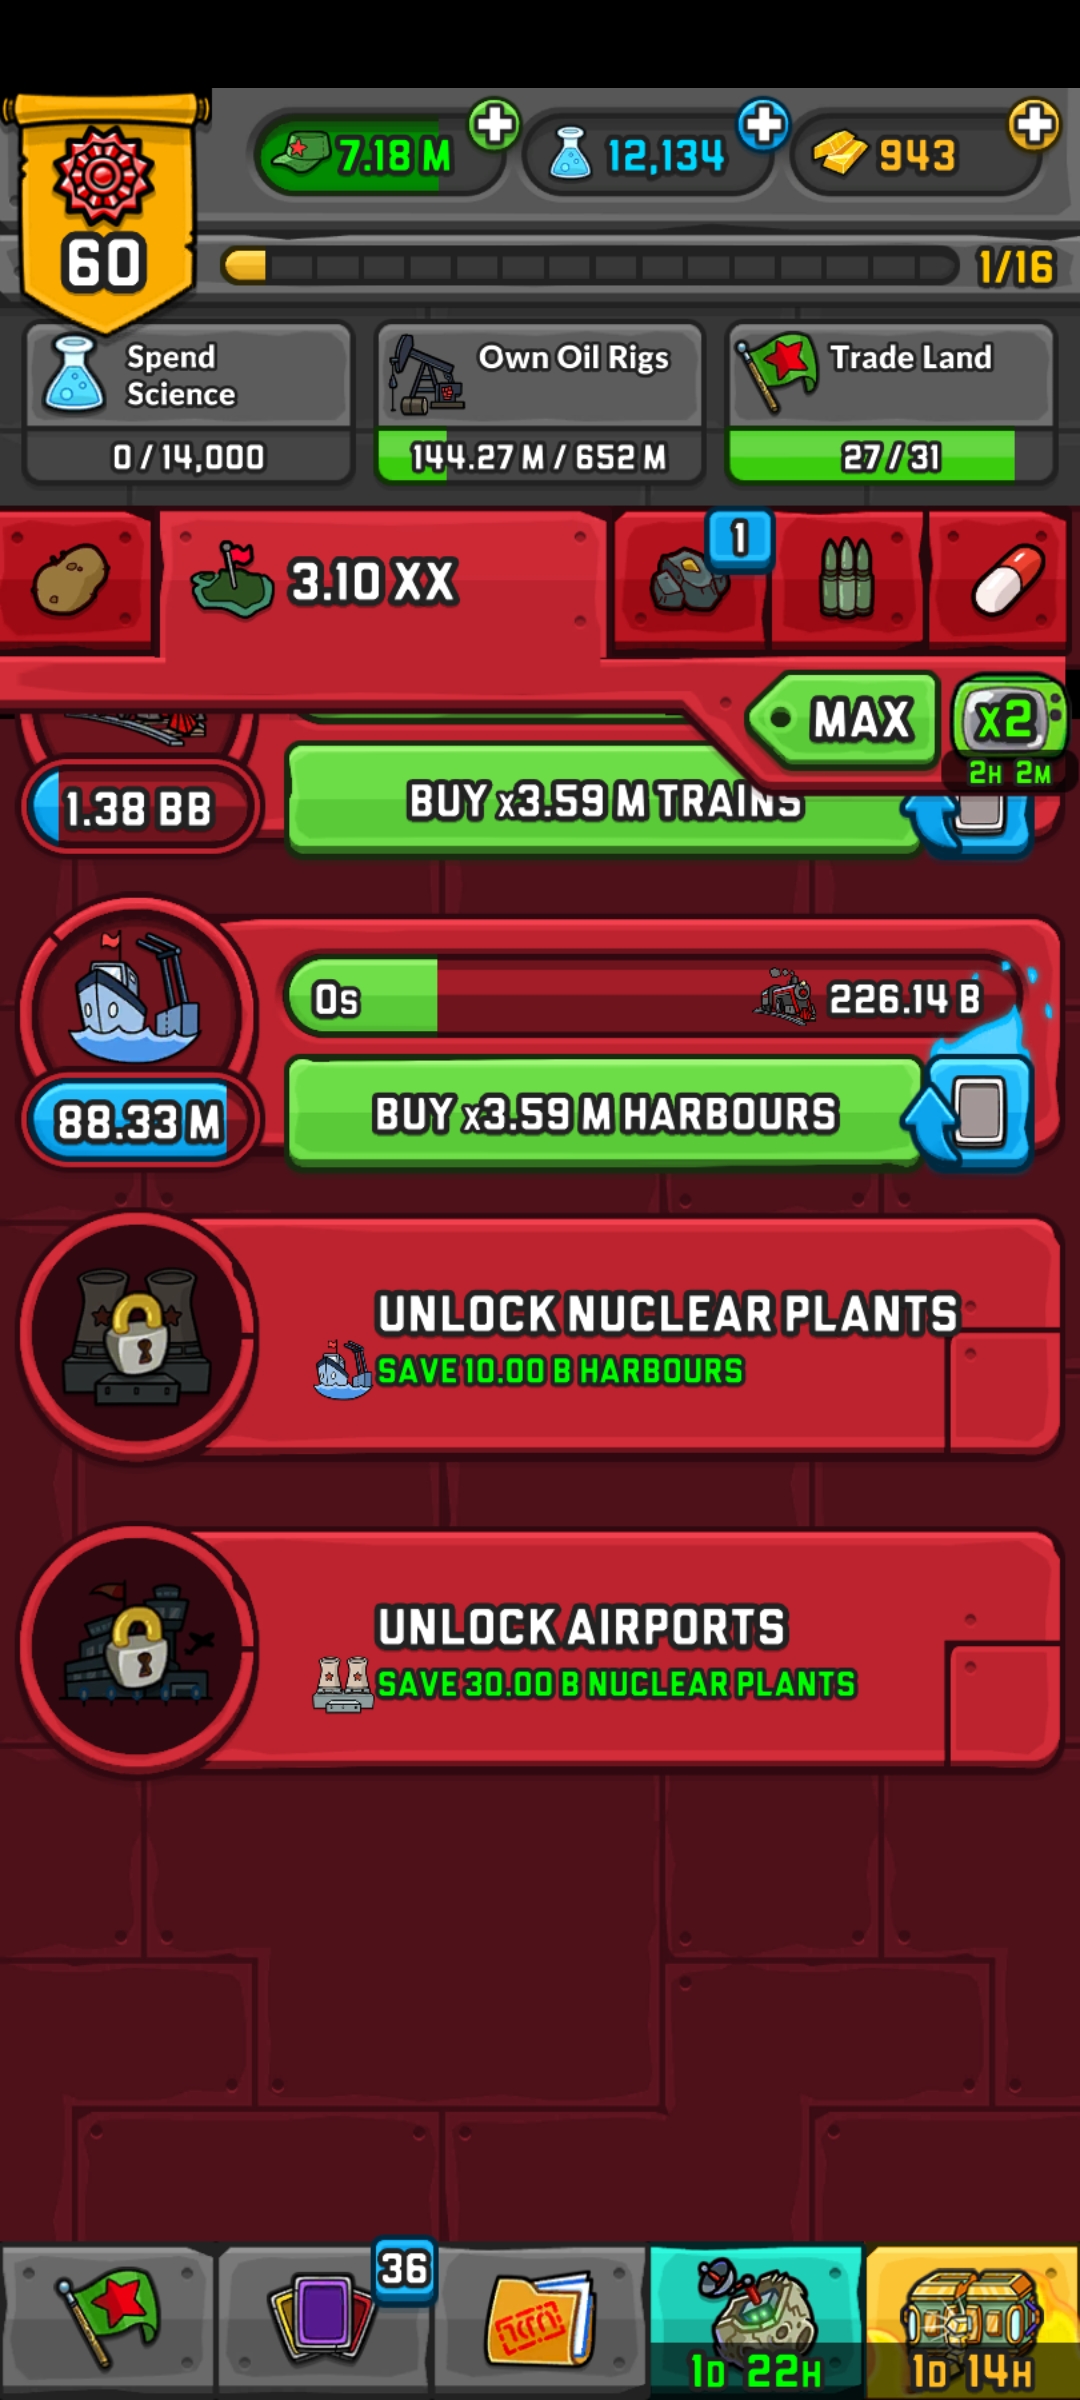 7.18 M
12,134
943
60
1/16
Spend
Science
0 / 14,000
Own Oil Rigs
144.27 M / 652 M
Trade Land
27 / 31
3.10 XX
1
MAX
x2
2H 2M
1.38 BB
BUY x3.59 M TRAINS
0s
226.14 B
88.33 M
BUY x3.59 M HARBOURS
UNLOCK NUCLEAR PLANTS
SAVE 10.00 B HARBOURS
UNLOCK AIRPORTS
SAVE 30.00 B NUCLEAR PLANTS
36
1D 22H
1D 14H